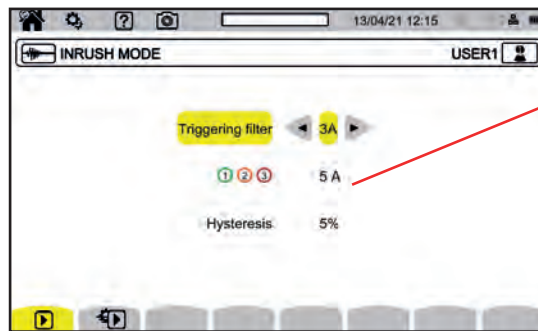 ? 13/04/21 12:15
INRUSH MODE USER1
Triggering filter ◄ 3A ►
1 2 3 5 A
Hysteresis 5%